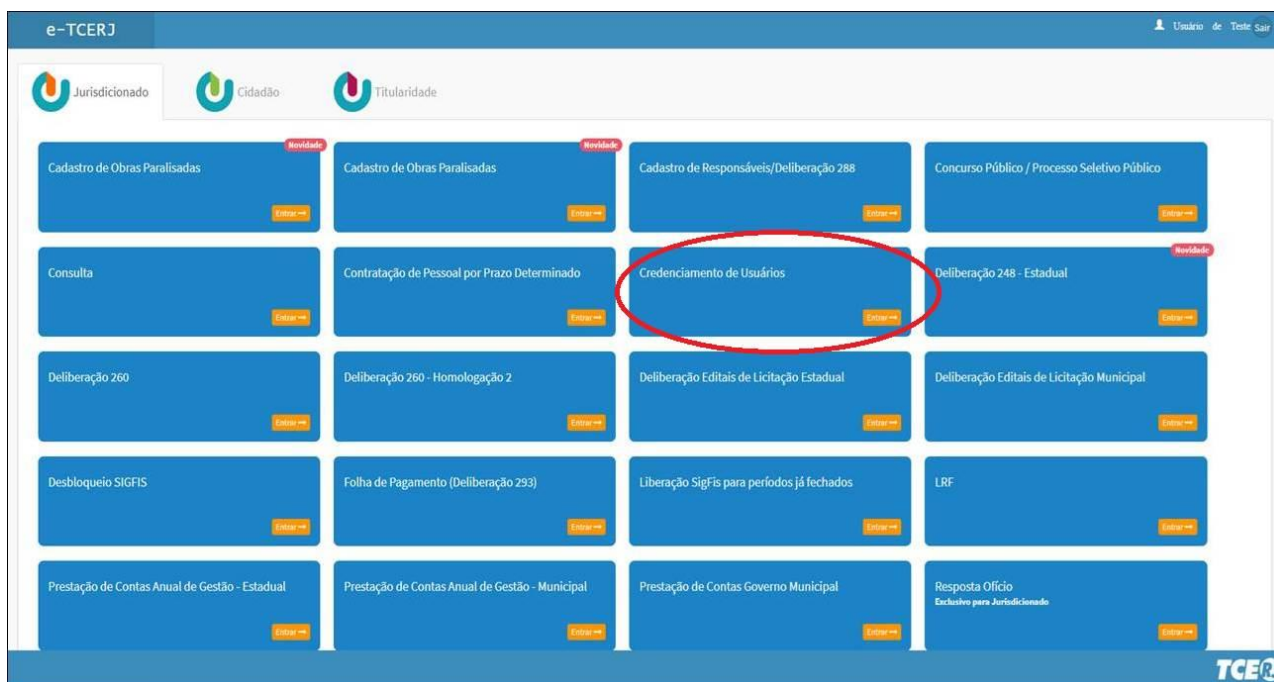 e-TCERJ
Usuário de Teste Sair
Jurisdicionado
Cidadão
Titularidade
Novidade
Cadastro de Obras Paralisadas
Entrar
Novidade
Cadastro de Obras Paralisadas
Entrar
Cadastro de Responsáveis/Deliberação 288
Entrar
Concurso Público / Processo Seletivo Público
Entrar
Consulta
Entrar
Contratação de Pessoal por Prazo Determinado
Entrar
Credenciamento de Usuários
Entrar
Novidade
Deliberação 248 - Estadual
Entrar
Deliberação 260
Entrar
Deliberação 260 - Homologação 2
Entrar
Deliberação Editais de Licitação Estadual
Entrar
Deliberação Editais de Licitação Municipal
Entrar
Desbloqueio SIGFIS
Entrar
Folha de Pagamento (Deliberação 293)
Entrar
Liberação SigFis para períodos já fechados
Entrar
LRF
Entrar
Prestação de Contas Anual de Gestão - Estadual
Entrar
Prestação de Contas Anual de Gestão - Municipal
Entrar
Prestação de Contas Governo Municipal
Entrar
Resposta Ofício
Exclusivo para Jurisdicionado
Entrar
TCER